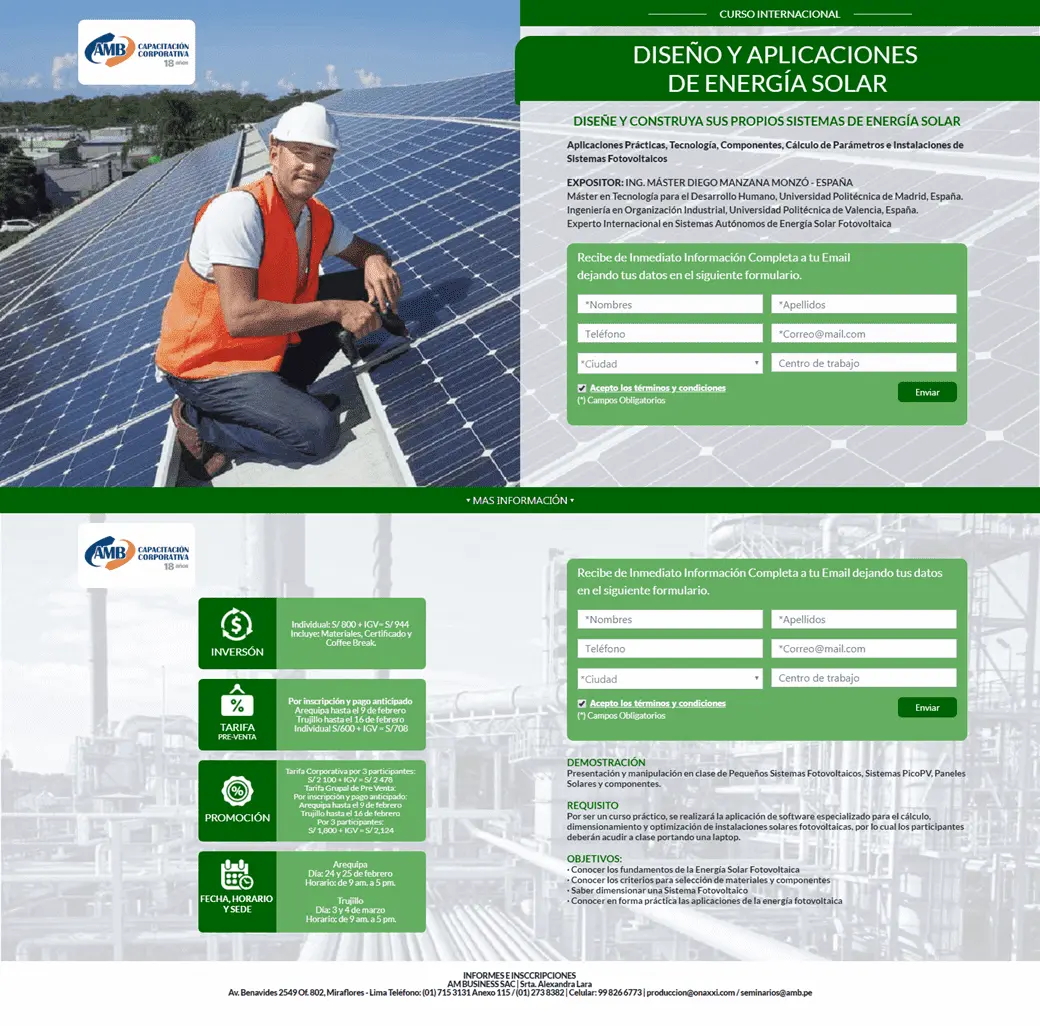 AMB CAPACITACIÓN
CORPORATIVA
18 años
CURSO INTERNACIONAL
DISEÑO Y APLICACIONES
DE ENERGÍA SOLAR
DISEÑE Y CONSTRUYA SUS PROPIOS SISTEMAS DE ENERGÍA SOLAR
Aplicaciones Prácticas, Tecnología, Componentes, Cálculo de Parámetros e Instalaciones de
Sistemas Fotovoltaicos
EXPOSITOR: ING. MÁSTER DIEGO MANZANA MONZÓ - ESPAÑA
Máster en Tecnología para el Desarrollo Humano, Universidad Politécnica de Madrid, España.
Ingeniería en Organización Industrial, Universidad Politécnica de Valencia, España.
Experto Internacional en Sistemas Autónomos de Energía Solar Fotovoltaica
Recibe de Inmediato Información Completa a tu Email
dejando tus datos en el siguiente formulario.
*Nombres *Apellidos
Teléfono *Correo@mail.com
*Ciudad Centro de trabajo
Acepto los términos y condiciones
(*) Campos Obligatorios
Enviar
▾ MAS INFORMACIÓN ▾
AMB CAPACITACIÓN
CORPORATIVA
18 años
INVERSÓN
Individual: S/ 800 + IGV= S/ 944
Incluye: Materiales, Certificado y
Coffee Break.
TARIFA
PRE-VENTA
Por inscripción y pago anticipado
Arequipa hasta el 9 de febrero
Trujillo hasta el 16 de febrero
Individual S/600 + IGV = S/708
PROMOCIÓN
Tarifa Corporativa por 3 participantes:
S/ 2 100 + IGV = S/ 2 478
Tarifa Grupal de Pre Venta:
Por inscripción y pago anticipado:
Arequipa hasta el 9 de febrero
Trujillo hasta el 16 de febrero
Por 3 participantes:
S/ 1,800 + IGV = S/ 2,124
FECHA, HORARIO
Y SEDE
Arequipa
Día: 24 y 25 de febrero
Horario: de 9 am. a 5 pm.
Trujillo
Día: 3 y 4 de marzo
Horario: de 9 am. a 5 pm.
Recibe de Inmediato Información Completa a tu Email dejando tus datos
en el siguiente formulario.
*Nombres *Apellidos
Teléfono *Correo@mail.com
*Ciudad Centro de trabajo
Acepto los términos y condiciones
(*) Campos Obligatorios
Enviar
DEMOSTRACIÓN
Presentación y manipulación en clase de Pequeños Sistemas Fotovoltaicos, Sistemas PicoPV, Paneles
Solares y componentes.
REQUISITO
Por ser un curso práctico, se realizará la aplicación de software especializado para el cálculo,
dimensionamiento y optimización de instalaciones solares fotovoltaicas, por lo cual los participantes
deberán acudir a clase portando una laptop.
OBJETIVOS:
· Conocer los fundamentos de la Energía Solar Fotovoltaica
· Conocer los criterios para selección de materiales y componentes
· Saber dimensionar una Sistema Fotovoltaico
· Conocer en forma práctica las aplicaciones de la energía fotovoltaica
INFORMES E INSCCRIPCIONES
AM BUSINESS SAC | Srta. Alexandra Lara
Av. Benavides 2549 Of. 802, Miraflores - Lima Teléfono: (01) 715 3131 Anexo 115 / (01) 273 8382 | Celular: 99 826 6773 | produccion@onaxxi.com / seminarios@amb.pe